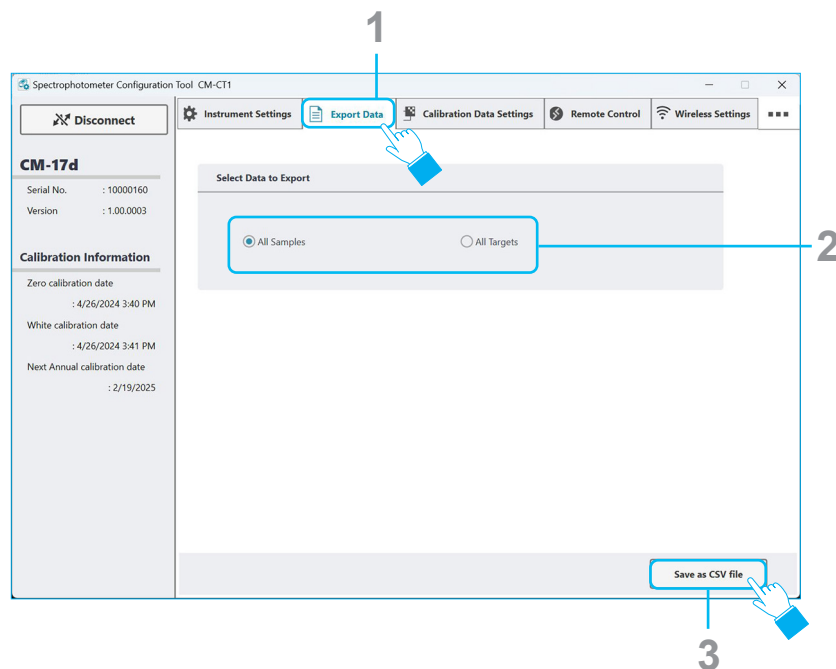 1
Spectrophotometer Configuration Tool CM-CT1
Disconnect
Instrument Settings
Export Data
Calibration Data Settings
Remote Control
Wireless Settings
CM-17d
Serial No. : 10000160
Version : 1.00.0003
Select Data to Export
All Samples
All Targets
2
Calibration Information
Zero calibration date
: 4/26/2024 3:40 PM
White calibration date
: 4/26/2024 3:41 PM
Next Annual calibration date
: 2/19/2025
Save as CSV file
3